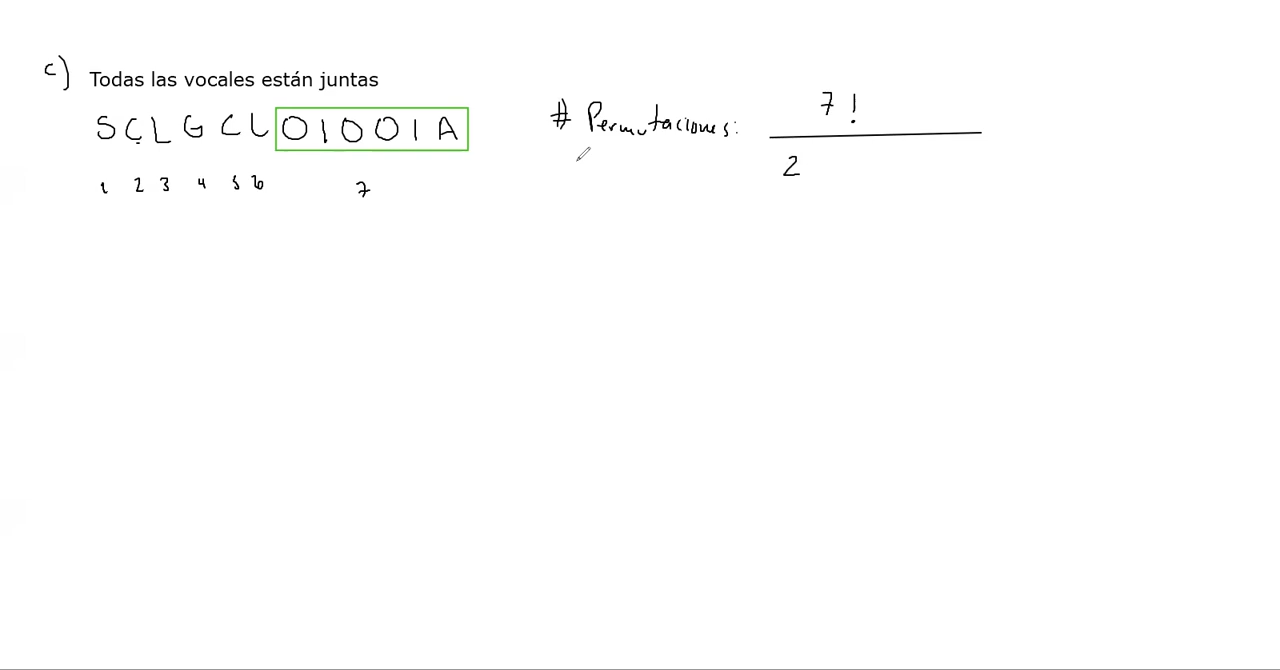 c) Todas las vocales están juntas
S C L G C L O I O O I A
1 2 3 4 5 6 7
# Permutaciones:
7!
2